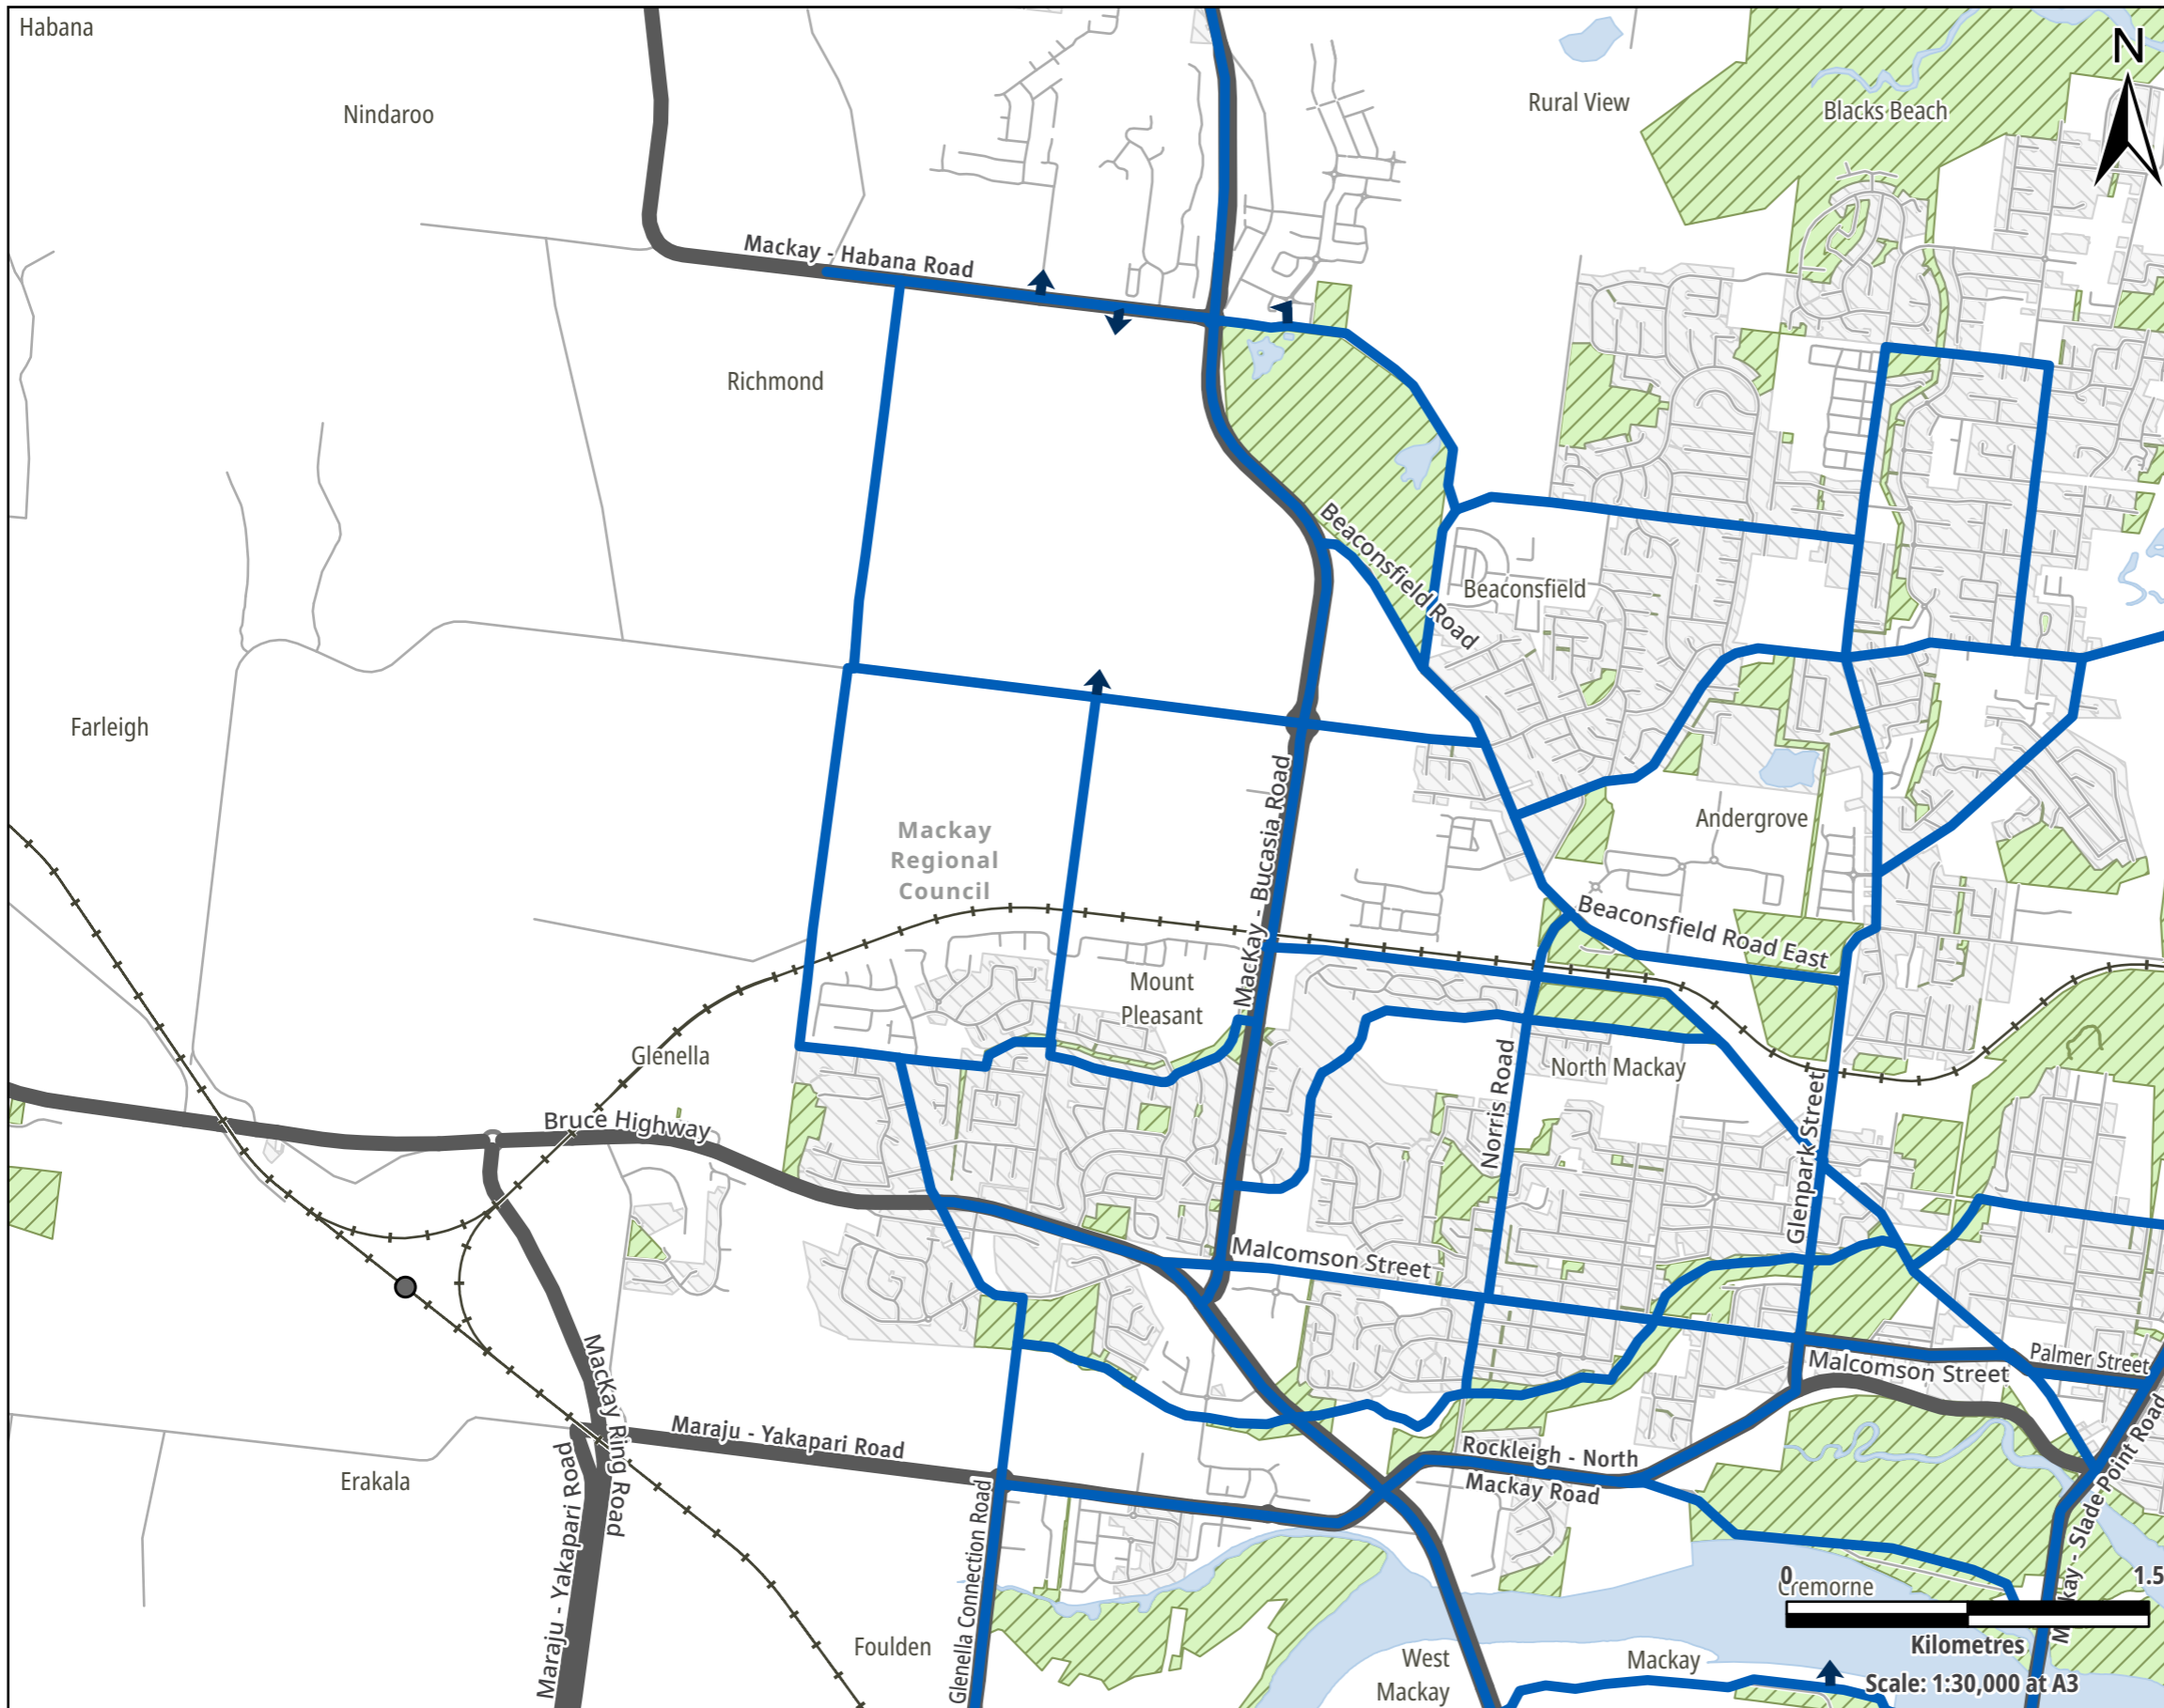 Habana
Nindaroo
Rural View
Blacks Beach
N
Mackay - Habana Road
Richmond
Beaconsfield Road
Beaconsfield
Farleigh
Mackay
Regional
Council
Mackay - Bucasia Road
Andergrove
Beaconsfield Road East
Mount
Pleasant
MacKay
Glenella
North Mackay
Norris Road
Glenpark Street
Bruce Highway
Malcomson Street
Palmer Street
Malcomson Street
MacKay Ring Road
Maraju - Yakapari Road
Rockleigh - North
Mackay Road
Erakala
Maraju - Yakapari Road
Glenella Connection Road
Mackay - Slade Point Road
Foulden
West
Mackay
Mackay
Cremorne
0
1.5
Kilometres
Scale: 1:30,000 at A3